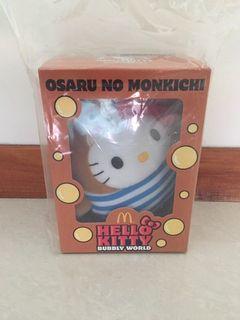 OSARU NO MONKICHI
HELLO
KITTY
BUBBLY WORLD